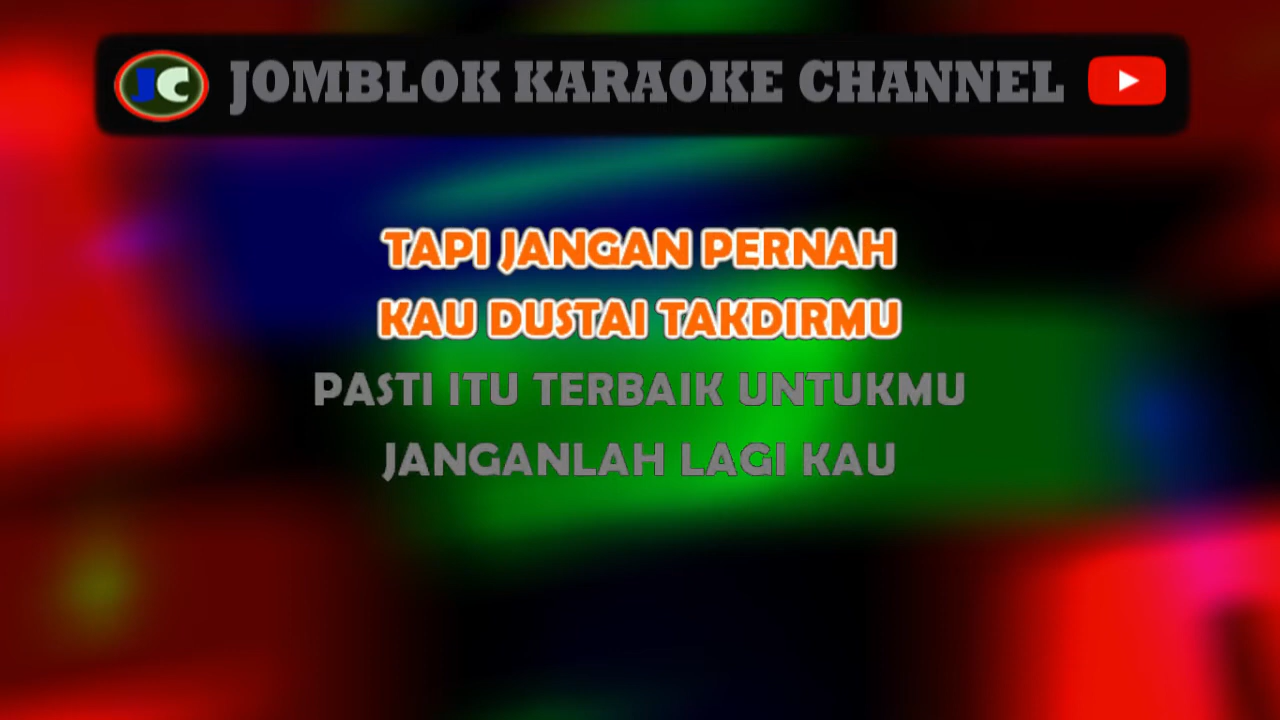 JC JOMBLOK KARAOKE CHANNEL
TAPI JANGAN PERNAH
KAU DUSTAI TAKDIRMU
PASTI ITU TERBAIK UNTUKMU
JANGANLAH LAGI KAU